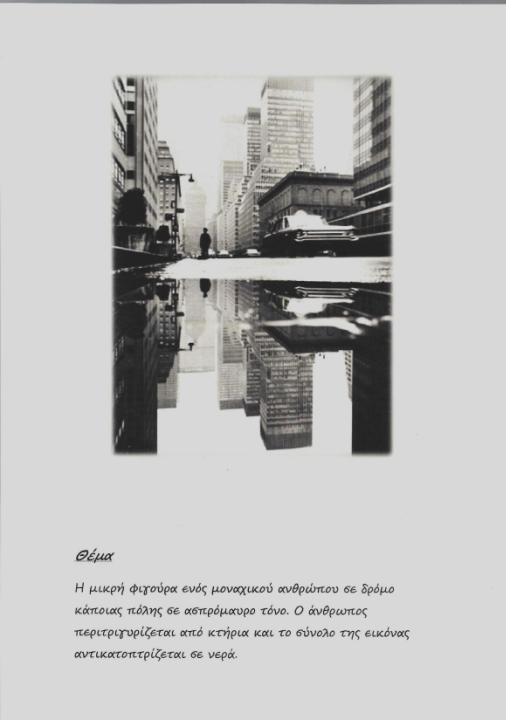 Θέμα
Η μικρή φιγούρα ενός μοναχικού ανθρώπου σε δρόμο
κάποιας πόλης σε ασπρόμαυρο τόνο. Ο άνθρωπος
περιτριγυρίζεται από κτήρια και το σύνολο της εικόνας
αντικατοπτρίζεται σε νερά.